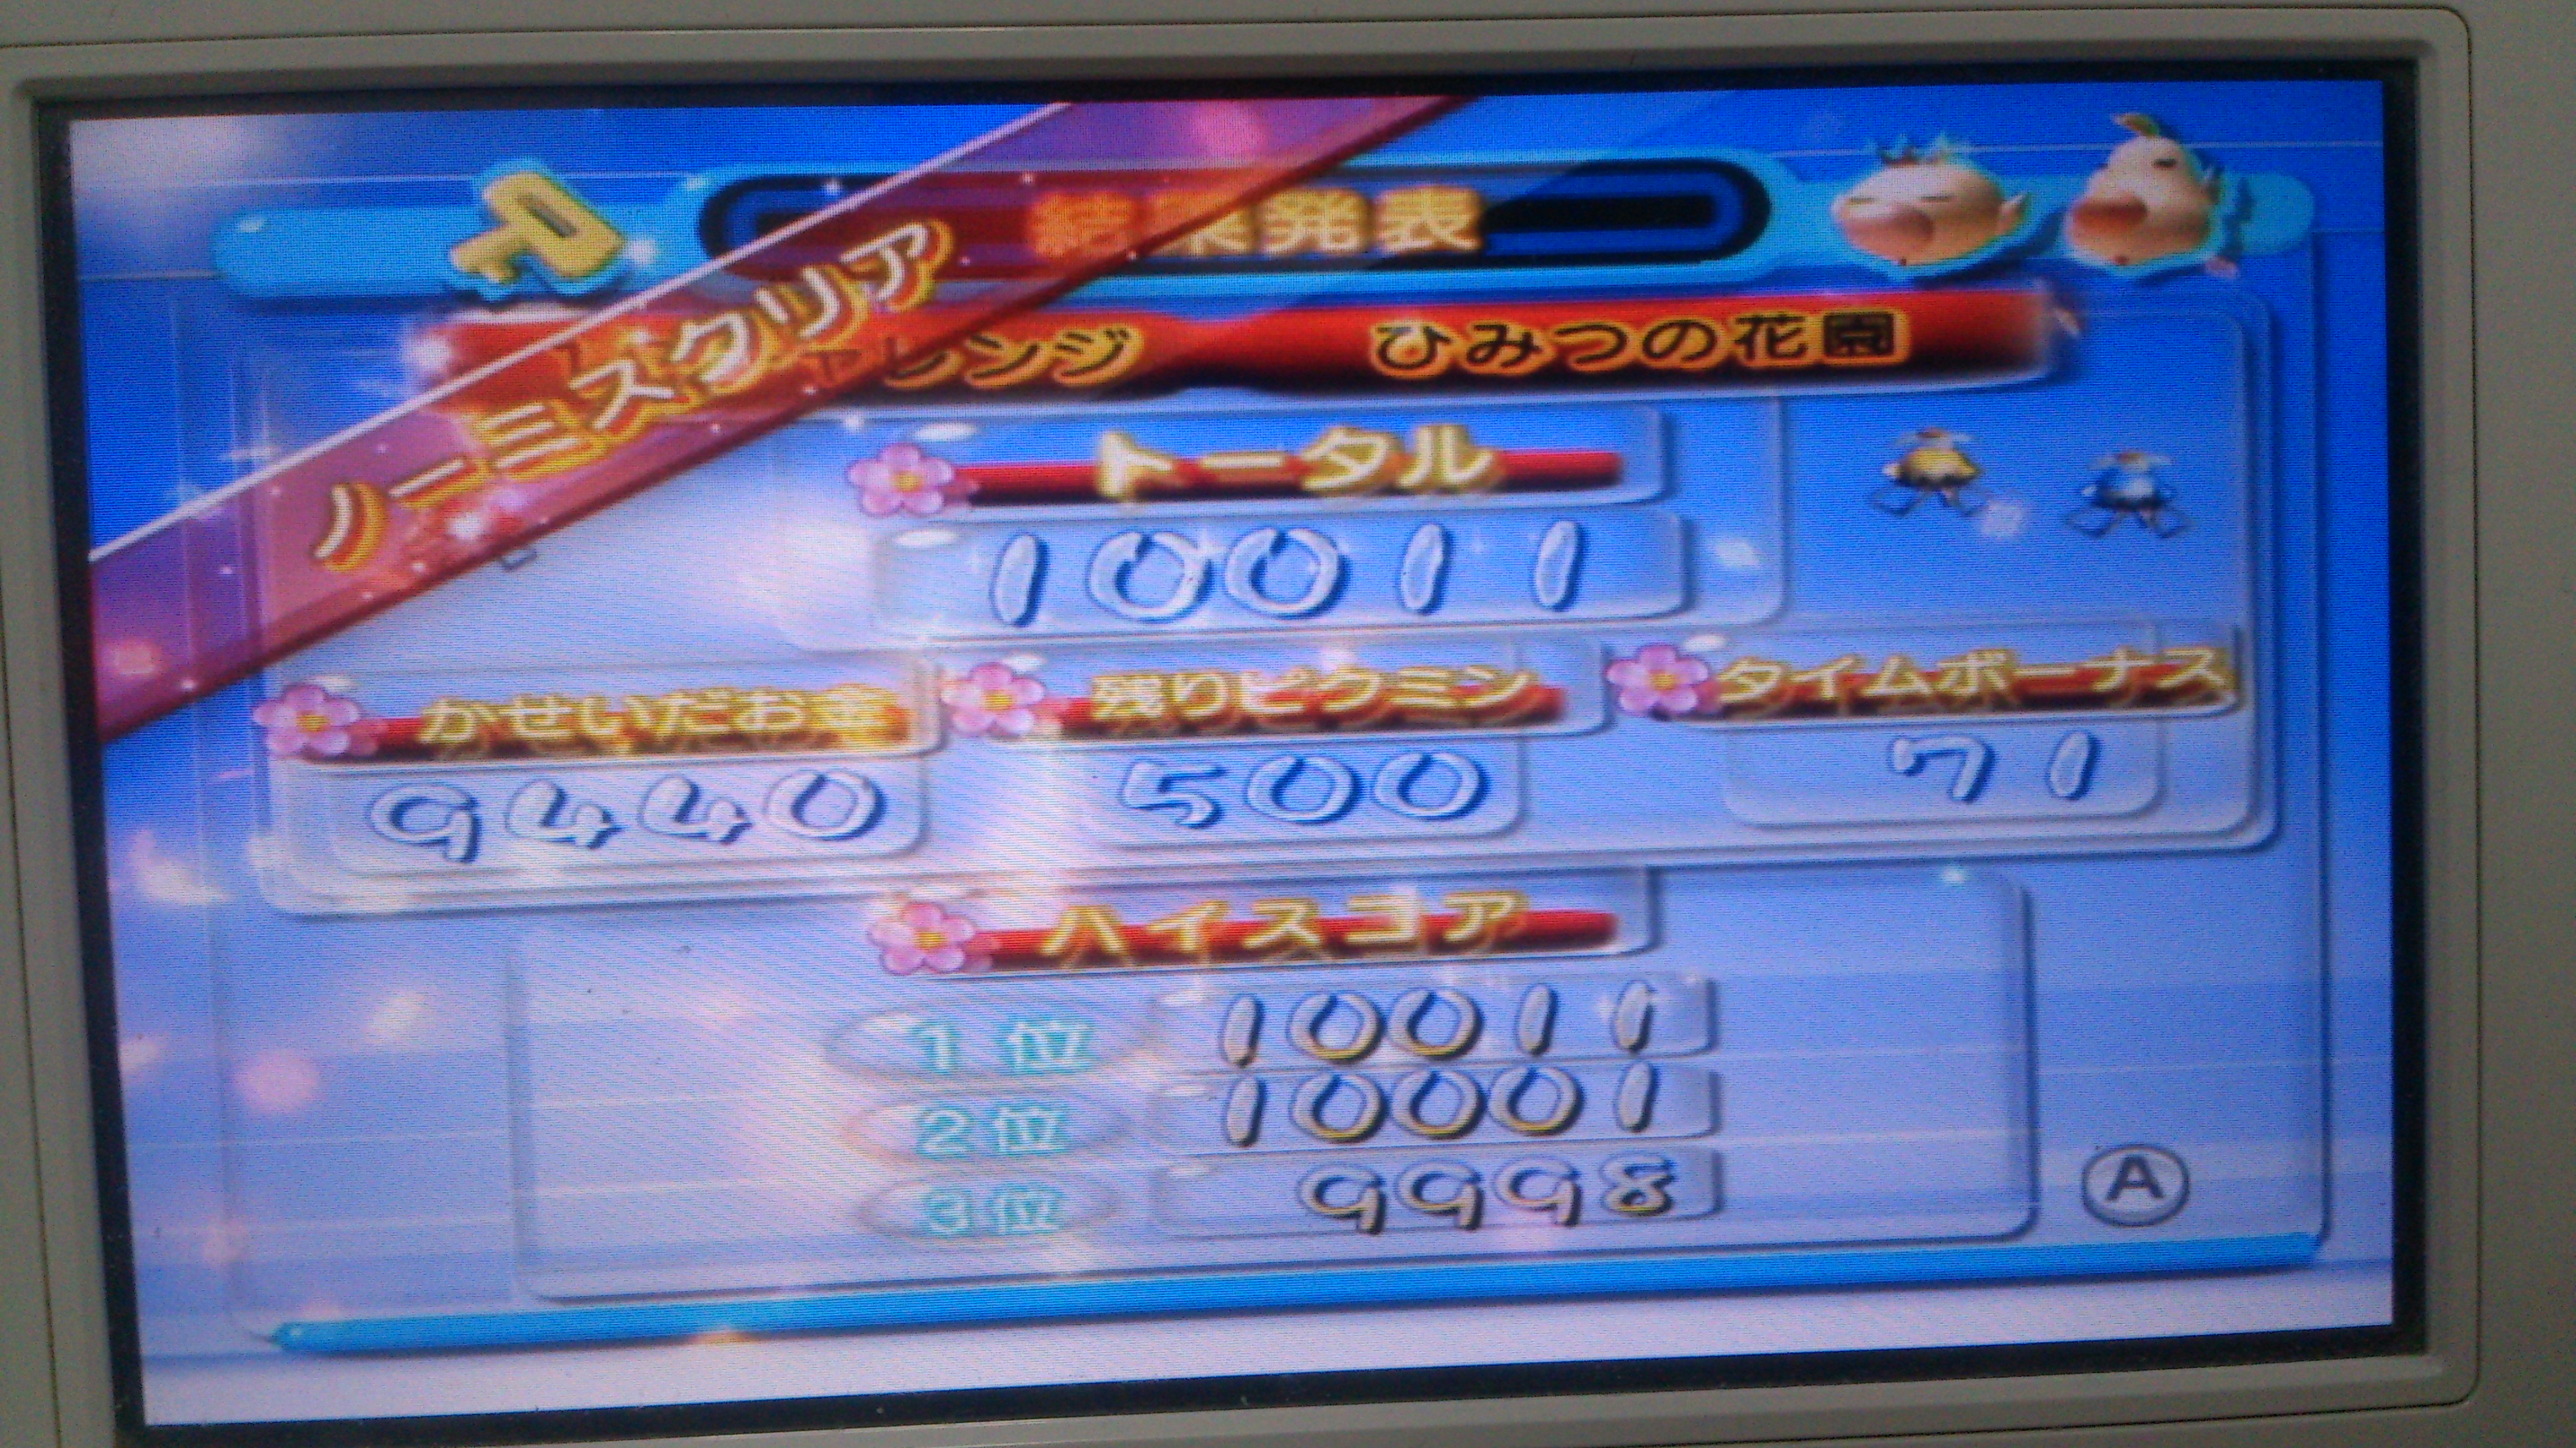 結果発表
ノーミスクリア
ャレンジ ひみつの花園
トータル
10011
かせいだお金 残りピクミン タイムボーナス
9440 500 71
ハイスコア
1位 10011
2位 10001
3位 9998
A